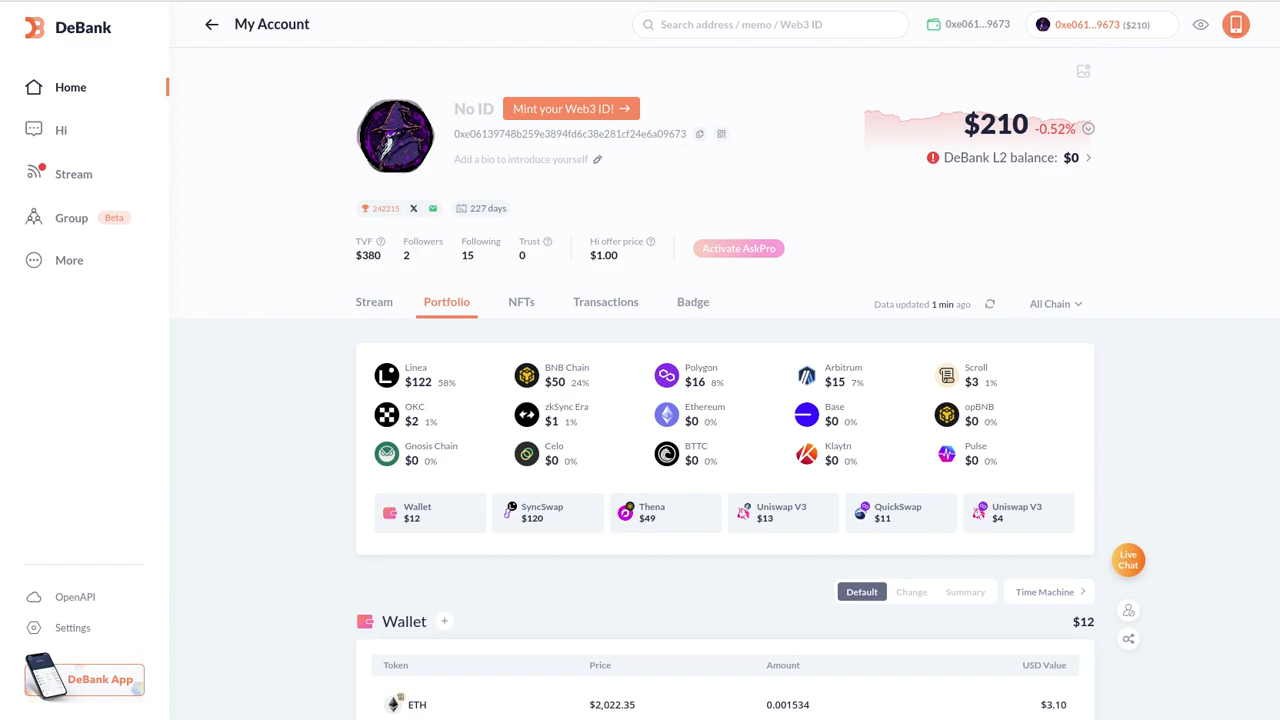 DeBank
My Account
Search address / memo / Web3 ID
0xe061...9673
0xe061...9673 ($210)
Home
Hi
Stream
Group Beta
More
OpenAPI
Settings
DeBank App
No ID
Mint your Web3 ID! →
0xe06139748b259e3894fd6c38e281cf24e6a09673
Add a bio to introduce yourself
$210 -0.52%
DeBank L2 balance: $0
242215
227 days
TVF Followers Following Trust Hi offer price
$380 2 15 0 $1.00
Activate AskPro
Stream Portfolio NFTs Transactions Badge
Data updated 1 min ago
All Chain
Linea BNB Chain Polygon Arbitrum Scroll
$122 58% $50 24% $16 8% $15 7% $3 1%
OKC zkSync Era Ethereum Base opBNB
$2 1% $1 1% $0 0% $0 0% $0 0%
Gnosis Chain Celo BTTC Klaytn Pulse
$0 0% $0 0% $0 0% $0 0% $0 0%
Wallet SyncSwap Thena Uniswap V3 QuickSwap Uniswap V3
$12 $120 $49 $13 $11 $4
Live
Chat
Default Change Summary Time Machine
Wallet + $12
Token Price Amount USD Value
ETH $2,022.35 0.001534 $3.10